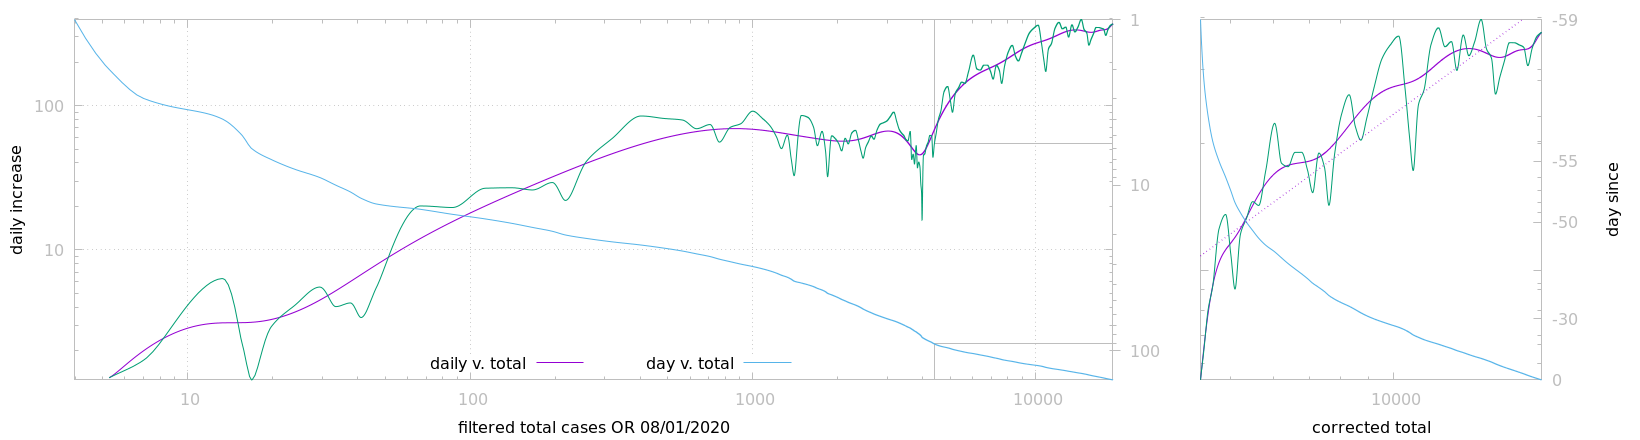 daily increase
100
10
daily v. total
day v. total
10
100
1000
10000
filtered total cases OR 08/01/2020
1
10
100
-59
-55
-50
-30
0
day since
10000
corrected total